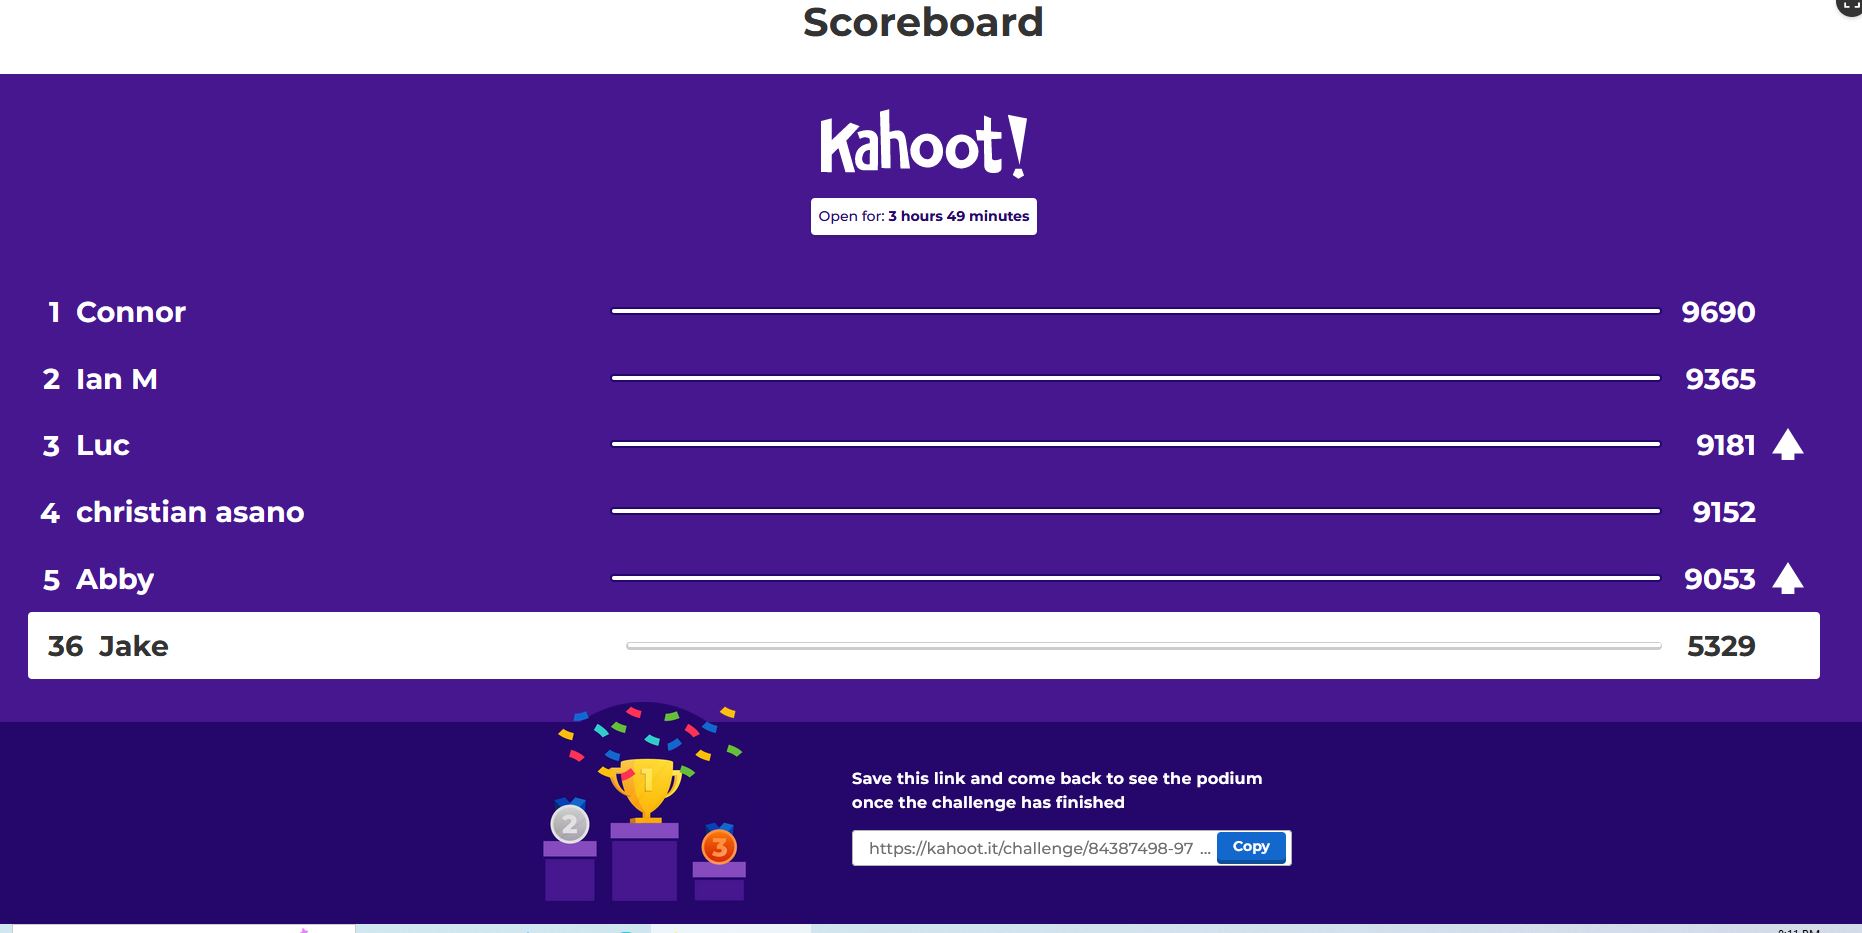 Scoreboard
Kahoot!
Open for: 3 hours 49 minutes
1 Connor 9690
2 Ian M 9365
3 Luc 9181
4 christian asano 9152
5 Abby 9053
36 Jake 5329
1
2
3
Save this link and come back to see the podium
once the challenge has finished
https://kahoot.it/challenge/84387498-97 ... Copy